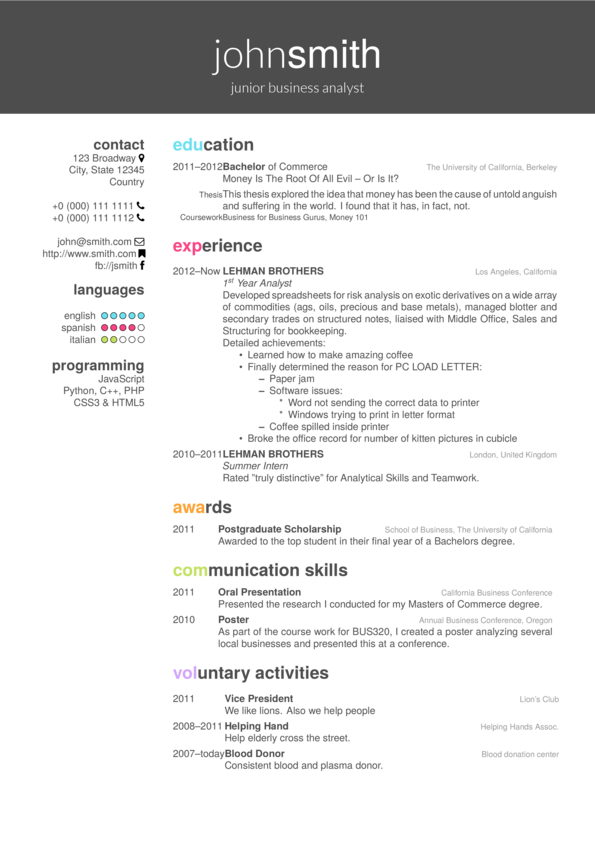 johnsmith
junior business analyst
contact
123 Broadway
City, State 12345
Country
+0 (000) 111 1111
+0 (000) 111 1112
john@smith.com
http://www.smith.com
fb://jsmith
languages
english
spanish
italian
programming
JavaScript
Python, C++, PHP
CSS3 & HTML5
education
2011–2012 Bachelor of Commerce The University of California, Berkeley
Money Is The Root Of All Evil – Or Is It?
Thesis This thesis explored the idea that money has been the cause of untold anguish
and suffering in the world. I found that it has, in fact, not.
Coursework Business for Business Gurus, Money 101
experience
2012–Now LEHMAN BROTHERS Los Angeles, California
1st Year Analyst
Developed spreadsheets for risk analysis on exotic derivatives on a wide array
of commodities (ags, oils, precious and base metals), managed blotter and
secondary trades on structured notes, liaised with Middle Office, Sales and
Structuring for bookkeeping.
Detailed achievements:
• Learned how to make amazing coffee
• Finally determined the reason for PC LOAD LETTER:
– Paper jam
– Software issues:
* Word not sending the correct data to printer
* Windows trying to print in letter format
– Coffee spilled inside printer
• Broke the office record for number of kitten pictures in cubicle
2010–2011 LEHMAN BROTHERS London, United Kingdom
Summer Intern
Rated "truly distinctive" for Analytical Skills and Teamwork.
awards
2011 Postgraduate Scholarship School of Business, The University of California
Awarded to the top student in their final year of a Bachelors degree.
communication skills
2011 Oral Presentation California Business Conference
Presented the research I conducted for my Masters of Commerce degree.
2010 Poster Annual Business Conference, Oregon
As part of the course work for BUS320, I created a poster analyzing several
local businesses and presented this at a conference.
voluntary activities
2011 Vice President Lion's Club
We like lions. Also we help people
2008–2011 Helping Hand Helping Hands Assoc.
Help elderly cross the street.
2007–today Blood Donor Blood donation center
Consistent blood and plasma donor.